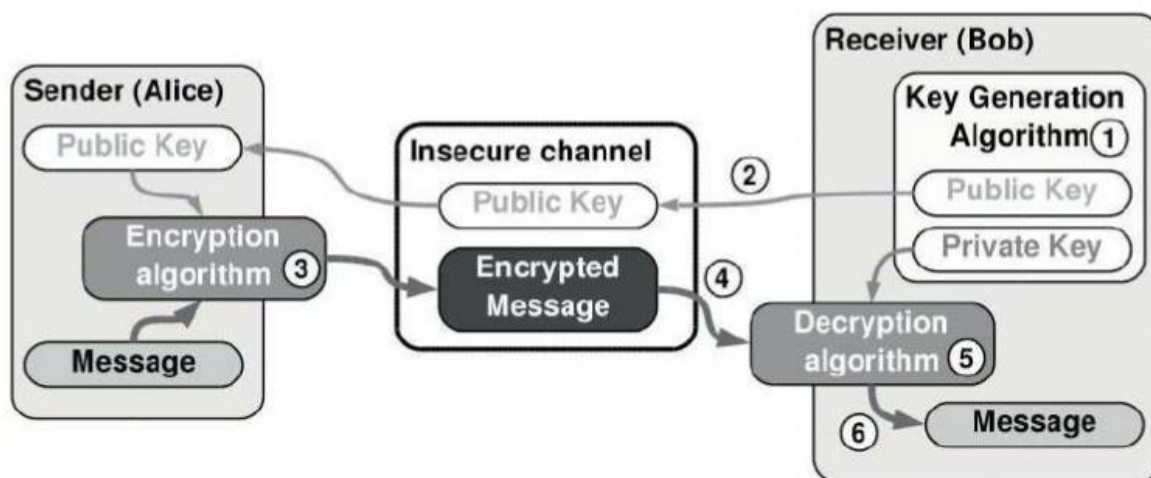 Sender (Alice)
Public Key
Encryption
algorithm 3
Message
Insecure channel
Public Key
Encrypted
Message
2
4
Receiver (Bob)
Key Generation
Algorithm 1
Public Key
Private Key
Decryption
algorithm 5
6
Message